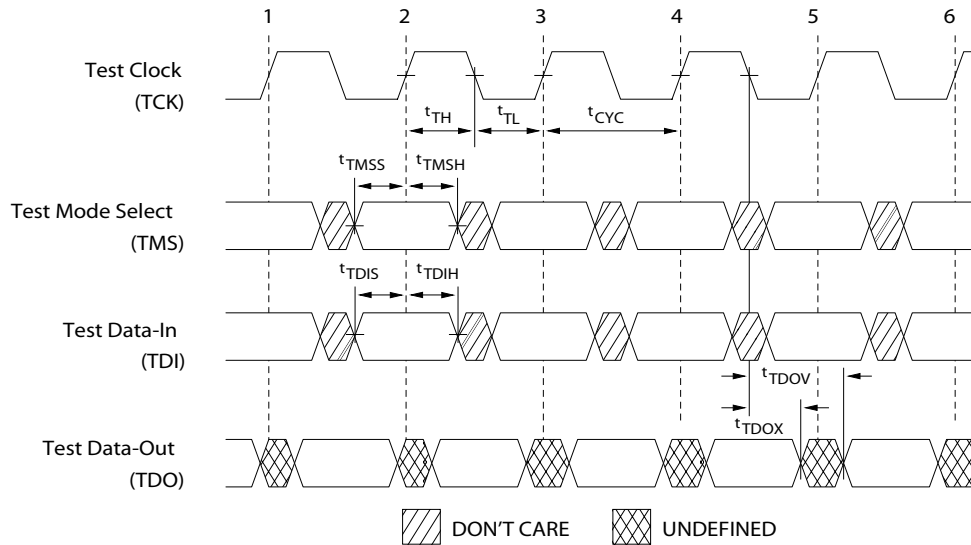 1 2 3 4 5 6
Test Clock
(TCK)
tTH tTL tCYC
tTMSS tTMSH
Test Mode Select
(TMS)
tTDIS tTDIH
Test Data-In
(TDI)
tTDOV
tTDOX
Test Data-Out
(TDO)
DON'T CARE UNDEFINED